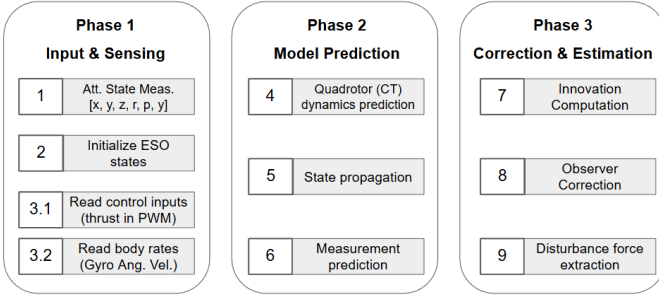 Phase 1
Input & Sensing
1
Att. State Meas.
[x, y, z, r, p, y]
2
Initialize ESO
states
3.1
Read control inputs
(thrust in PWM)
3.2
Read body rates
(Gyro Ang. Vel.)
Phase 2
Model Prediction
4
Quadrotor (CT)
dynamics prediction
5
State propagation
6
Measurement
prediction
Phase 3
Correction & Estimation
7
Innovation
Computation
8
Observer
Correction
9
Disturbance force
extraction